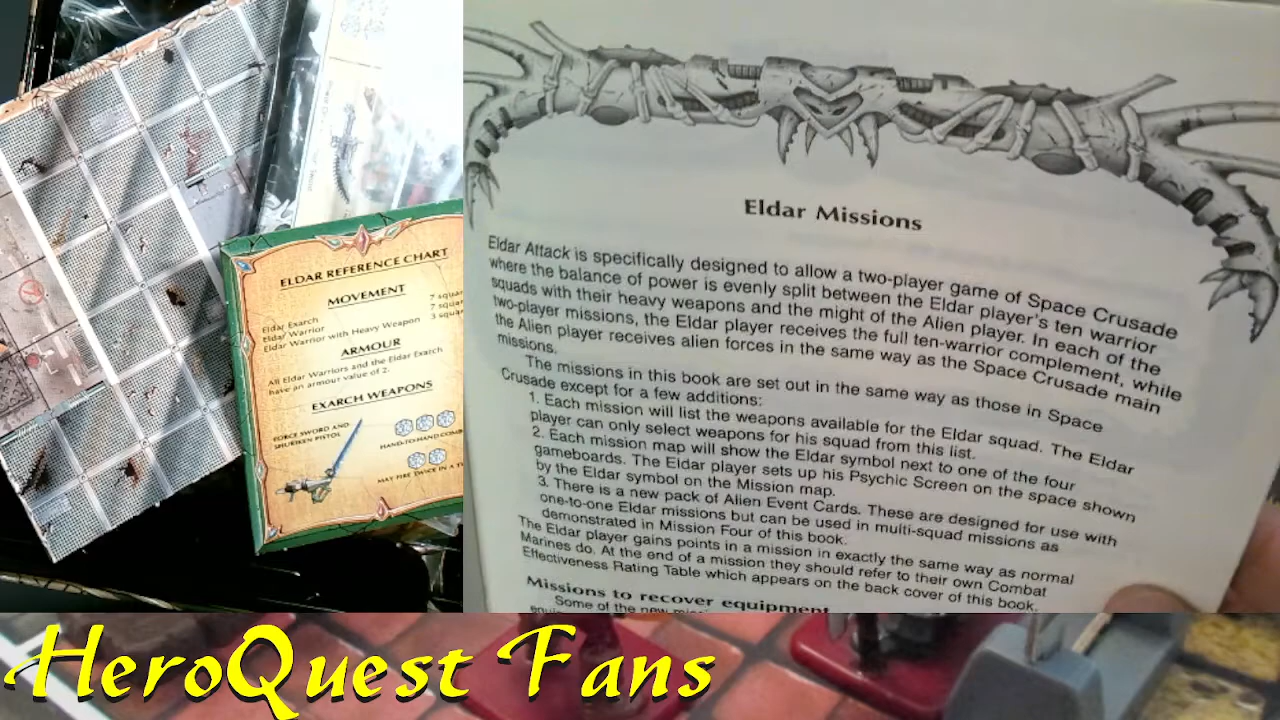 ELDAR REFERENCE CHART
MOVEMENT
Eldar Exarch 7
Eldar Warrior 7
Eldar Warrior with Heavy Weapon 3
ARMOUR
All Eldar Warriors and the Eldar Exarch
have an armour value of 2.
EXARCH WEAPONS
FORCE SWORD AND
SHURIKEN PISTOL
HAND-TO-HAND
MAY FIRE TWICE IN A
Eldar Missions
Eldar Attack is specifically designed to allow a two-player game of Space Crusade
where the balance of power is evenly split between the Eldar player's ten warrior
squads with their heavy weapons and the might of the Alien player. In each of the
two-player missions, the Eldar player receives the full ten-warrior complement, while
the Alien player receives alien forces in the same way as the Space Crusade main
missions.
The missions in this book are set out in the same way as those in Space
Crusade except for a few additions:
1. Each mission will list the weapons available for the Eldar squad. The Eldar
player can only select weapons for his squad from this list.
2. Each mission map will show the Eldar symbol next to one of the four
gameboards. The Eldar player sets up his Psychic Screen on the space shown
by the Eldar symbol on the Mission map.
3. There is a new pack of Alien Event Cards. These are designed for use with
one-to-one Eldar missions but can be used in multi-squad missions as
demonstrated in Mission Four of this book.
The Eldar player gains points in a mission in exactly the same way as normal
Marines do. At the end of a mission they should refer to their own Combat
Effectiveness Rating Table which appears on the back cover of this book.
Missions to recover equipment
Some of the new
HeroQuest Fans